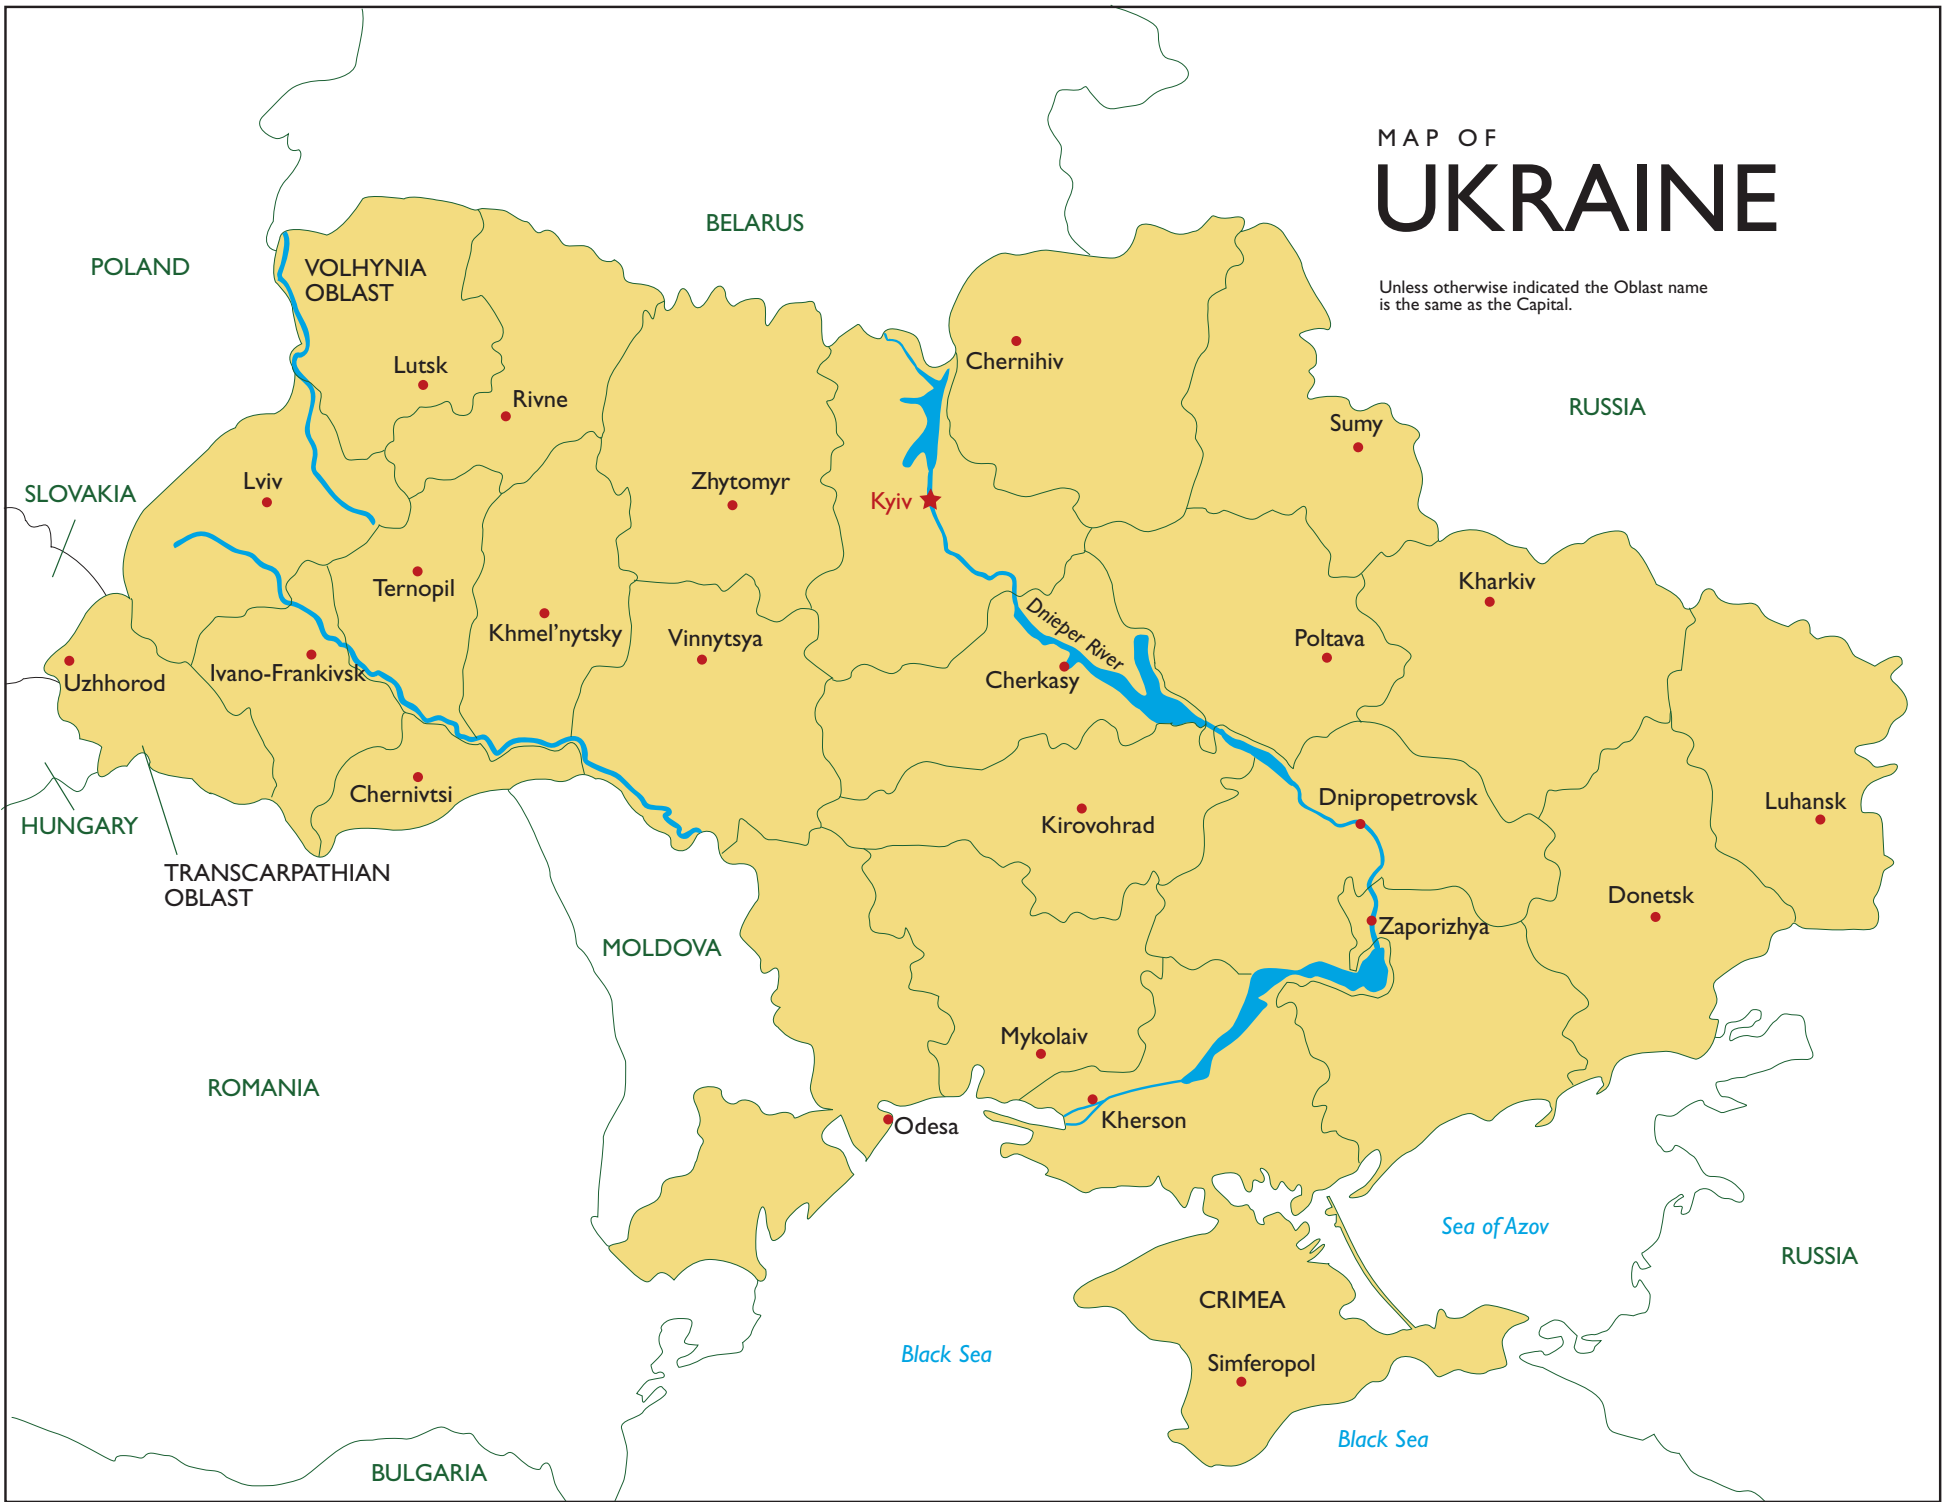 MAP OF
UKRAINE
Unless otherwise indicated the Oblast name
is the same as the Capital.
BELARUS
POLAND
VOLHYNIA
OBLAST
Lutsk
Rivne
Chernihiv
RUSSIA
Sumy
Lviv
SLOVAKIA
Zhytomyr
Kyiv
Ternopil
Kharkiv
Khmel'nytsky
Vinnytsya
Dnieper River
Poltava
Uzhhorod
Ivano-Frankivsk
Cherkasy
Chernivtsi
Dnipropetrovsk
Luhansk
HUNGARY
Kirovohrad
TRANSCARPATHIAN
OBLAST
Donetsk
Zaporizhya
MOLDOVA
Mykolaiv
ROMANIA
Kherson
Odesa
Sea of Azov
RUSSIA
CRIMEA
Black Sea
Simferopol
Black Sea
BULGARIA